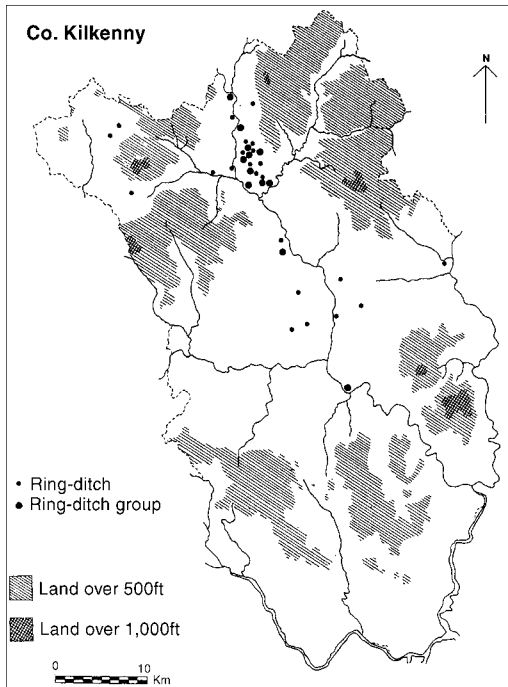 Co. Kilkenny
N
Ring-ditch
Ring-ditch group
Land over 500ft
Land over 1,000ft
0 10
Km